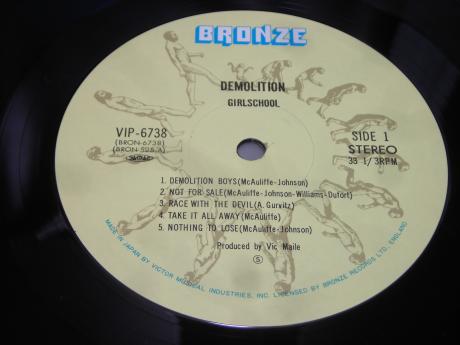 BRONZE
DEMOLITION
GIRLSCHOOL
VIP-6738
(BRON-6738)
(BRON-525.A)
SIDE 1
STEREO
33 1/3RPM
1. DEMOLITION BOYS(McAuliffe-Johnson)
2. NOT FOR SALE(McAuliffe-Johnson-Williams-Dufort)
3. RACE WITH THE DEVIL(A. Gurvitz)
4. TAKE IT ALL AWAY(McAuliffe)
5. NOTHING TO LOSE(McAuliffe-Johnson)
Produced by Vic Maile
S
MADE IN JAPAN BY VICTOR MUSICAL INDUSTRIES, INC. LICENSED BY BRONZE RECORDS LTD., ENGLAND